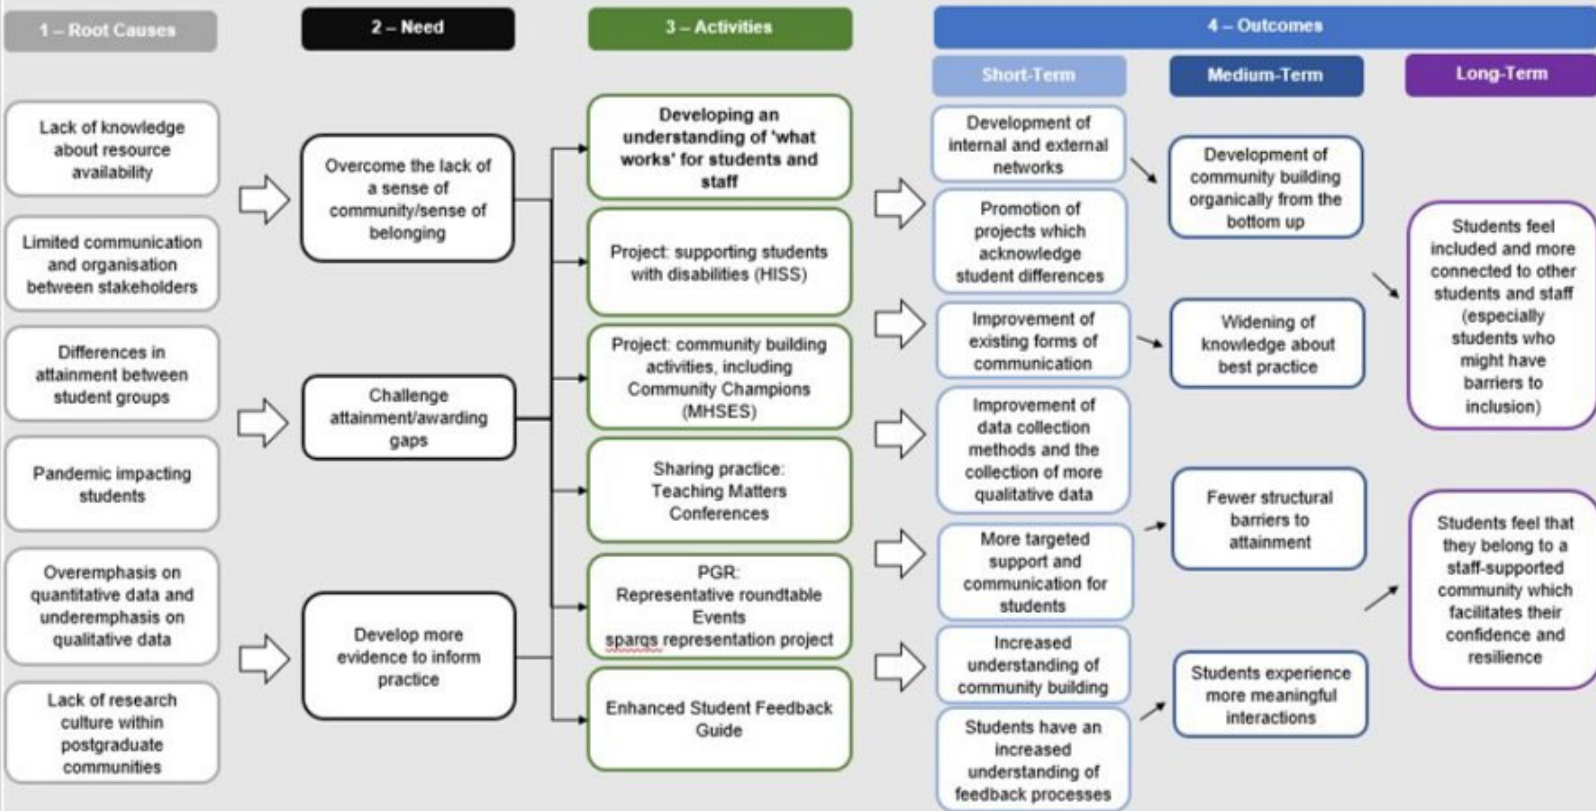 1 – Root Causes
2 – Need
3 – Activities
4 – Outcomes
Short-Term
Medium-Term
Long-Term
Lack of knowledge
about resource
availability
Limited communication
and organisation
between stakeholders
Differences in
attainment between
student groups
Pandemic impacting
students
Overemphasis on
quantitative data and
underemphasis on
qualitative data
Lack of research
culture within
postgraduate
communities
Overcome the lack of
a sense of
community/sense of
belonging
Challenge
attainment/awarding
gaps
Develop more
evidence to inform
practice
Developing an
understanding of 'what
works' for students and
staff
Project: supporting students
with disabilities (HISS)
Project: community building
activities, including
Community Champions
(MHSES)
Sharing practice:
Teaching Matters
Conferences
PGR:
Representative roundtable
Events
sparqs representation project
Enhanced Student Feedback
Guide
Development of
internal and external
networks
Promotion of
projects which
acknowledge
student differences
Improvement of
existing forms of
communication
Improvement of
data collection
methods and the
collection of more
qualitative data
More targeted
support and
communication for
students
Increased
understanding of
community building
Students have an
increased
understanding of
feedback processes
Development of
community building
organically from the
bottom up
Widening of
knowledge about
best practice
Fewer structural
barriers to
attainment
Students experience
more meaningful
interactions
Students feel
included and more
connected to other
students and staff
(especially
students who
might have
barriers to
inclusion)
Students feel that
they belong to a
staff-supported
community which
facilitates their
confidence and
resilience